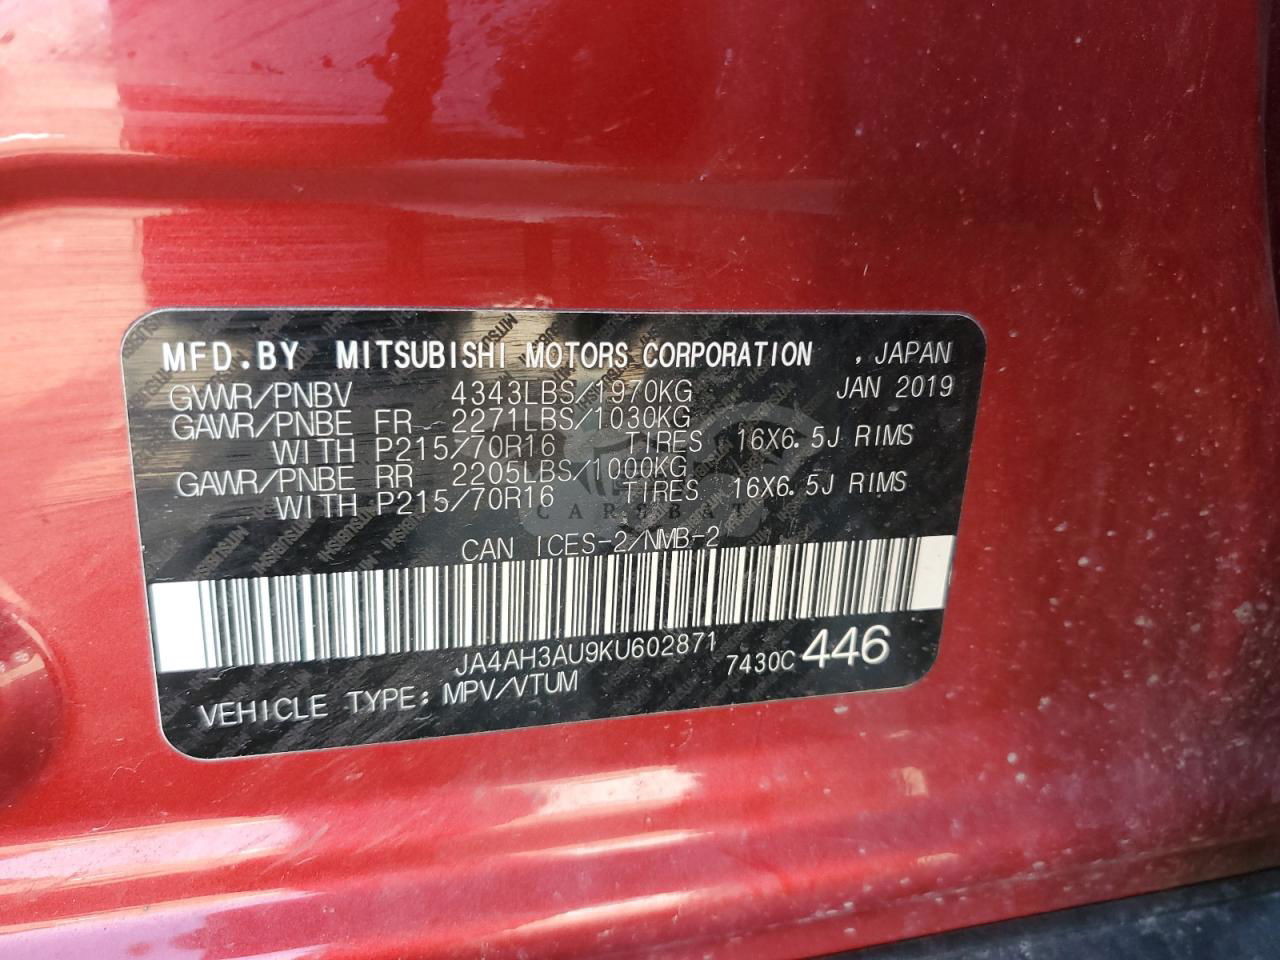 MFD.BY MITSUBISHI MOTORS CORPORATION , JAPAN
GVWR/PNBV 4343LBS/1970KG JAN 2019
GAWR/PNBE FR 2271LBS/1030KG
WITH P215/70R16 TIRES 16X6.5J RIMS
GAWR/PNBE RR 2205LBS/1000KG
WITH P215/70R16 TIRES 16X6.5J RIMS
CAN ICES-2/NMB-2
JA4AH3AU9KU602871 7430C 446
VEHICLE TYPE: MPV/VTUM